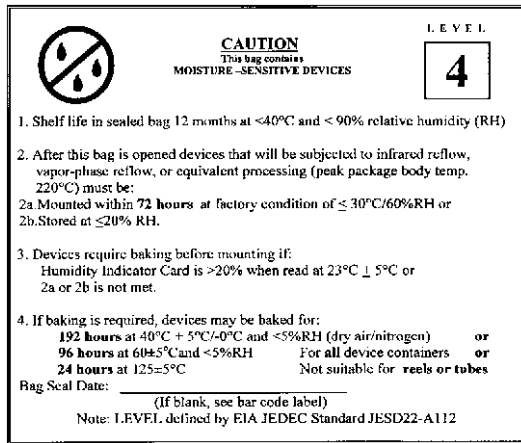 LEVEL
4
CAUTION
This bag contains
MOISTURE –SENSITIVE DEVICES
1. Shelf life in sealed bag 12 months at <40°C and < 90% relative humidity (RH)
2. After this bag is opened devices that will be subjected to infrared reflow,
vapor-phase reflow, or equivalent processing (peak package body temp.
220°C) must be:
2a.Mounted within 72 hours at factory condition of ≤ 30°C/60%RH or
2b.Stored at ≤20% RH.
3. Devices require baking before mounting if:
Humidity Indicator Card is >20% when read at 23°C ± 5°C or
2a or 2b is not met.
4. If baking is required, devices may be baked for:
192 hours at 40°C + 5°C/-0°C and <5%RH (dry air/nitrogen) or
96 hours at 60±5°Cand <5%RH For all device containers or
24 hours at 125±5°C Not suitable for reels or tubes
Bag Seal Date:
(If blank, see bar code label)
Note: LEVEL defined by EIA JEDEC Standard JESD22-A112